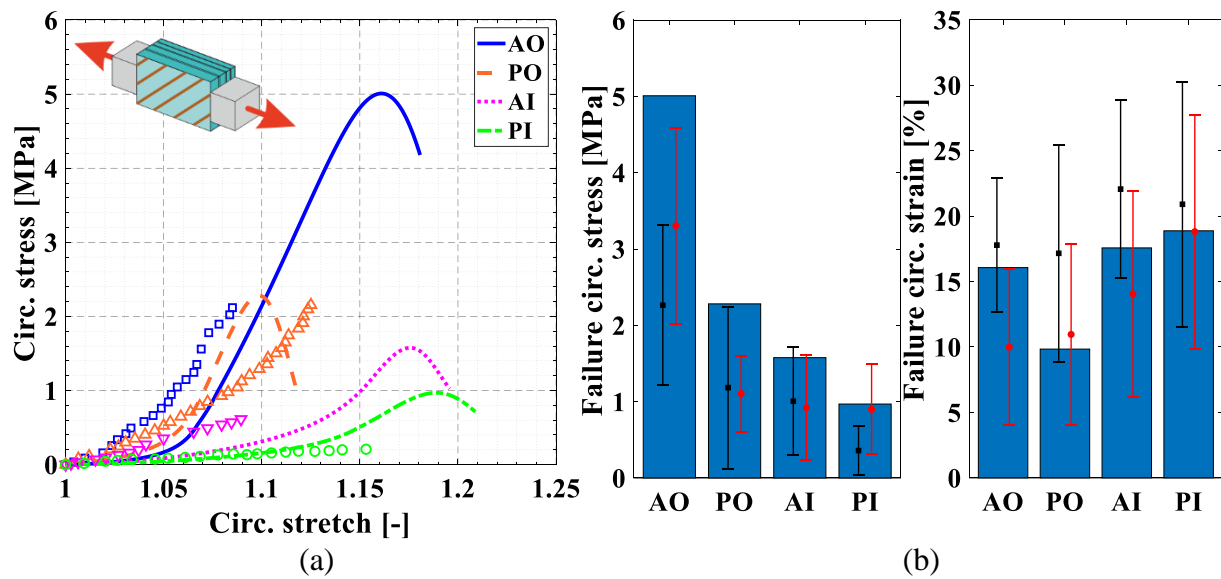 6
5
4
3
2
1
0
Circ. stress [MPa]
AO
PO
AI
PI
1 1.05 1.1 1.15 1.2 1.25
Circ. stretch [-]
(a)
6
5
4
3
2
1
0
Failure circ. stress [MPa]
AO PO AI PI
35
30
25
20
15
10
5
0
Failure circ. strain [%]
AO PO AI PI
(b)